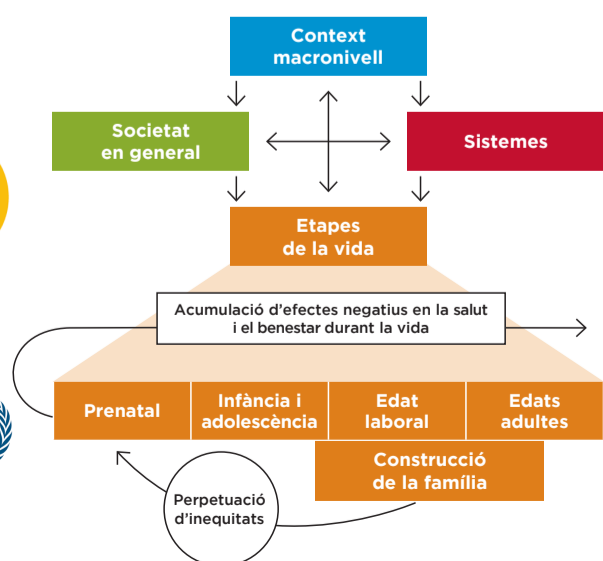 Context
macronivell
Societat
en general
Sistemes
Etapes
de la vida
Acumulació d'efectes negatius en la salut
i el benestar durant la vida
Prenatal
Infància i
adolescència
Edat
laboral
Edats
adultes
Construcció
de la família
Perpetuació
d'inequitats